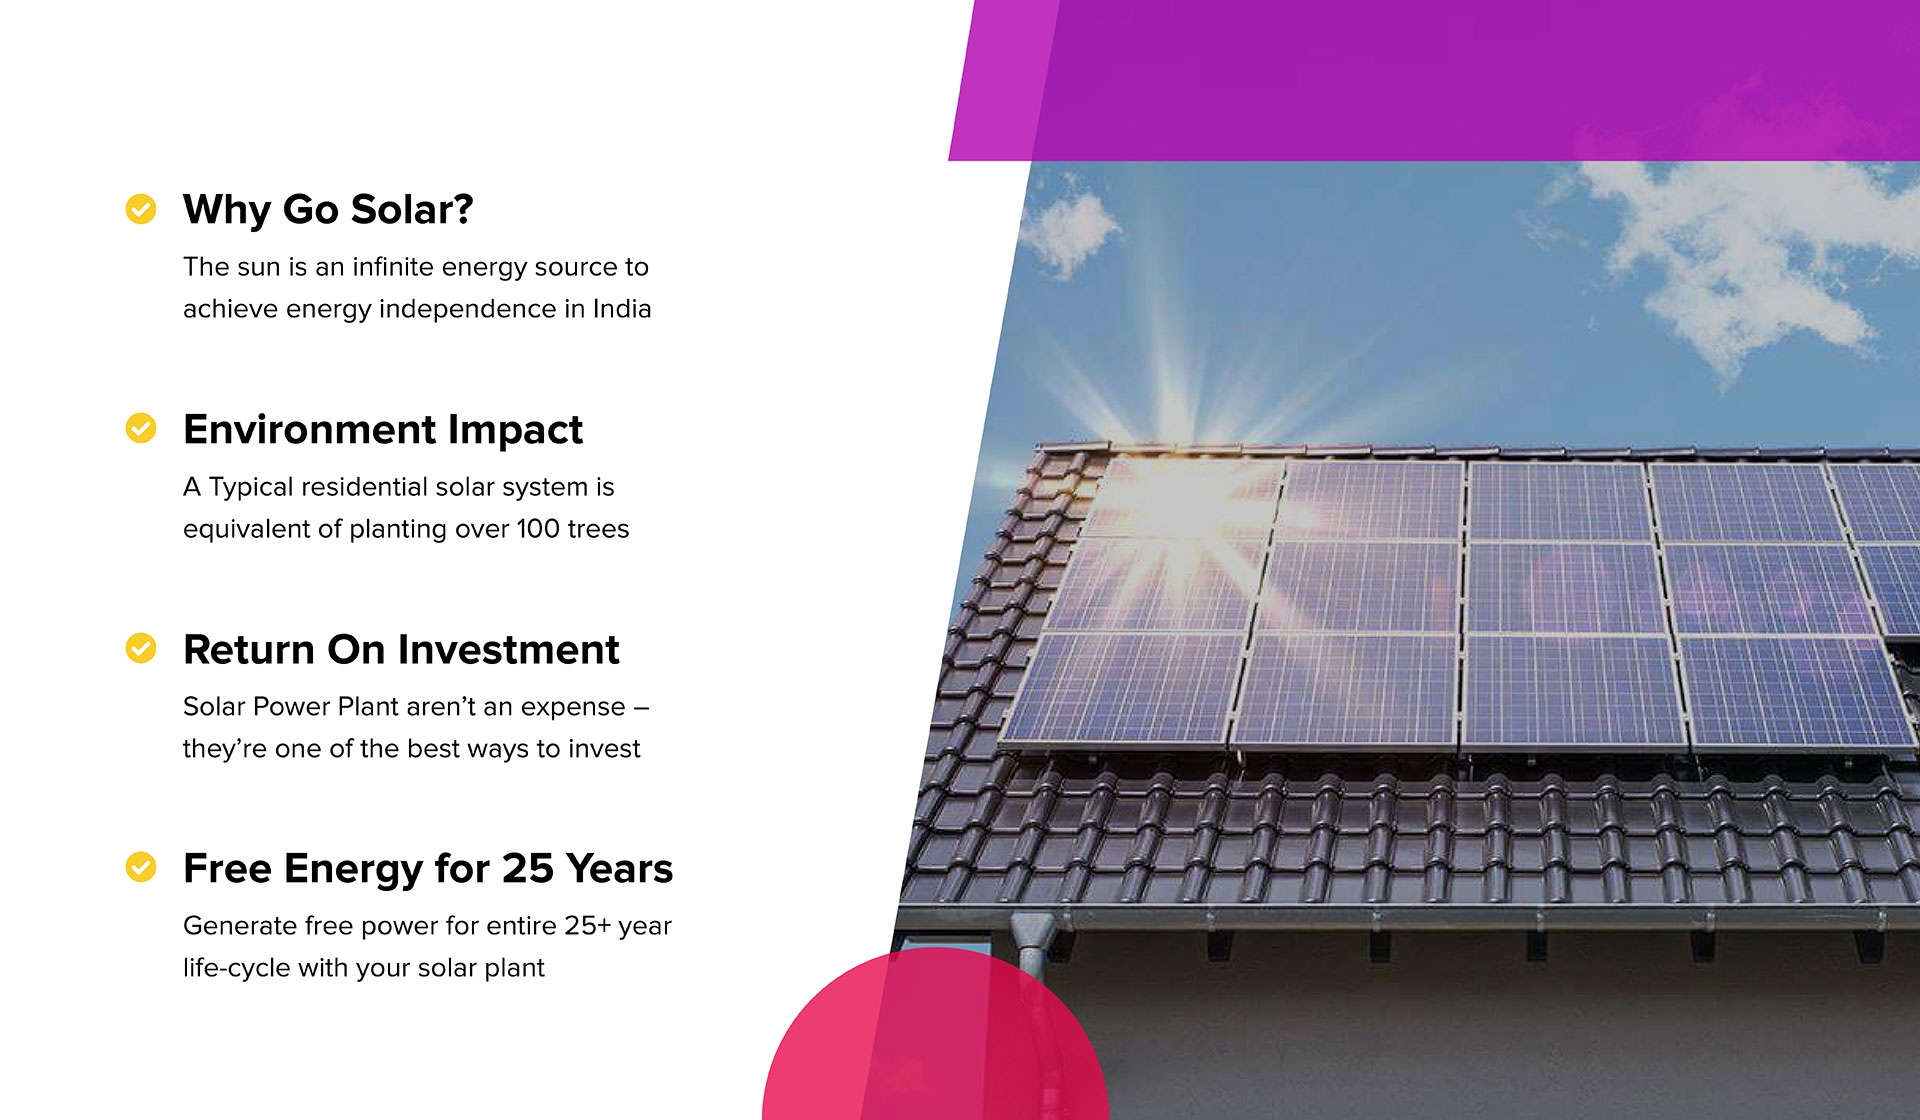 Why Go Solar?
The sun is an infinite energy source to
achieve energy independence in India
Environment Impact
A Typical residential solar system is
equivalent of planting over 100 trees
Return On Investment
Solar Power Plant aren’t an expense –
they’re one of the best ways to invest
Free Energy for 25 Years
Generate free power for entire 25+ year
life-cycle with your solar plant